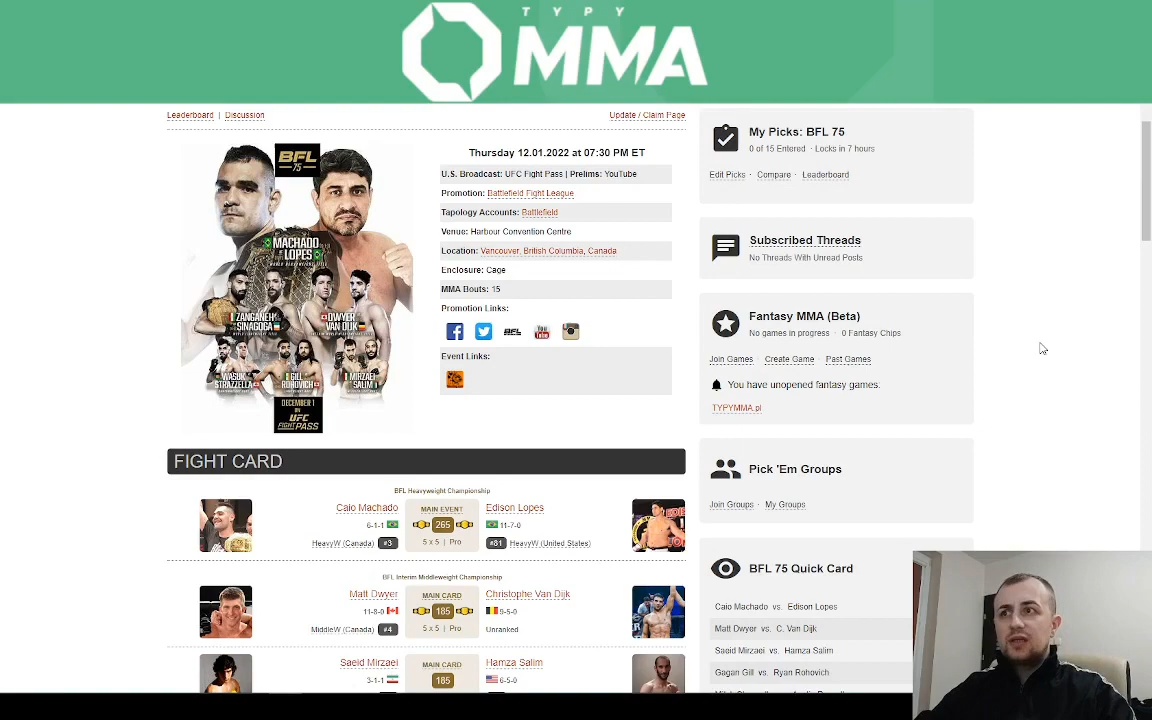 TYPY
MMA
Leaderboard | Discussion
Update / Claim Page
BFL
75
MACHADO
LOPES
ZANGANEH
SINAGOGA
DWYER
VAN DIJK
WASUK
STRAZZELLA
GILL
ROHOVICH
MIRZAEI
SALIM
DECEMBER 1
ON
UFC
FIGHT PASS
Thursday 12.01.2022 at 07:30 PM ET
U.S. Broadcast: UFC Fight Pass | Prelims: YouTube
Promotion: Battlefield Fight League
Tapology Accounts: Battlefield
Venue: Harbour Convention Centre
Location: Vancouver, British Columbia, Canada
Enclosure: Cage
MMA Bouts: 15
Promotion Links:
BFL
You
Tube
Event Links:
FIGHT CARD
BFL Heavyweight Championship
Caio Machado
MAIN EVENT
Edison Lopes
6-1-1
265
11-7-0
HeavyW (Canada) #3
5 x 5 | Pro
#81 HeavyW (United States)
BFL Interim Middleweight Championship
Matt Dwyer
MAIN CARD
Christophe Van Dijk
11-8-0
185
9-5-0
MiddleW (Canada) #4
5 x 5 | Pro
Unranked
Saeid Mirzaei
MAIN CARD
Hamza Salim
3-1-1
185
6-5-0
My Picks: BFL 75
0 of 15 Entered · Locks in 7 hours
Edit Picks · Compare · Leaderboard
Subscribed Threads
No Threads With Unread Posts
Fantasy MMA (Beta)
No games in progress · 0 Fantasy Chips
Join Games · Create Game · Past Games
You have unopened fantasy games.
TYPYMMA.pl
Pick 'Em Groups
Join Groups · My Groups
BFL 75 Quick Card
Caio Machado vs. Edison Lopes
Matt Dwyer vs. C. Van Dijk
Saeid Mirzaei vs. Hamza Salim
Gagan Gill vs. Ryan Rohovich